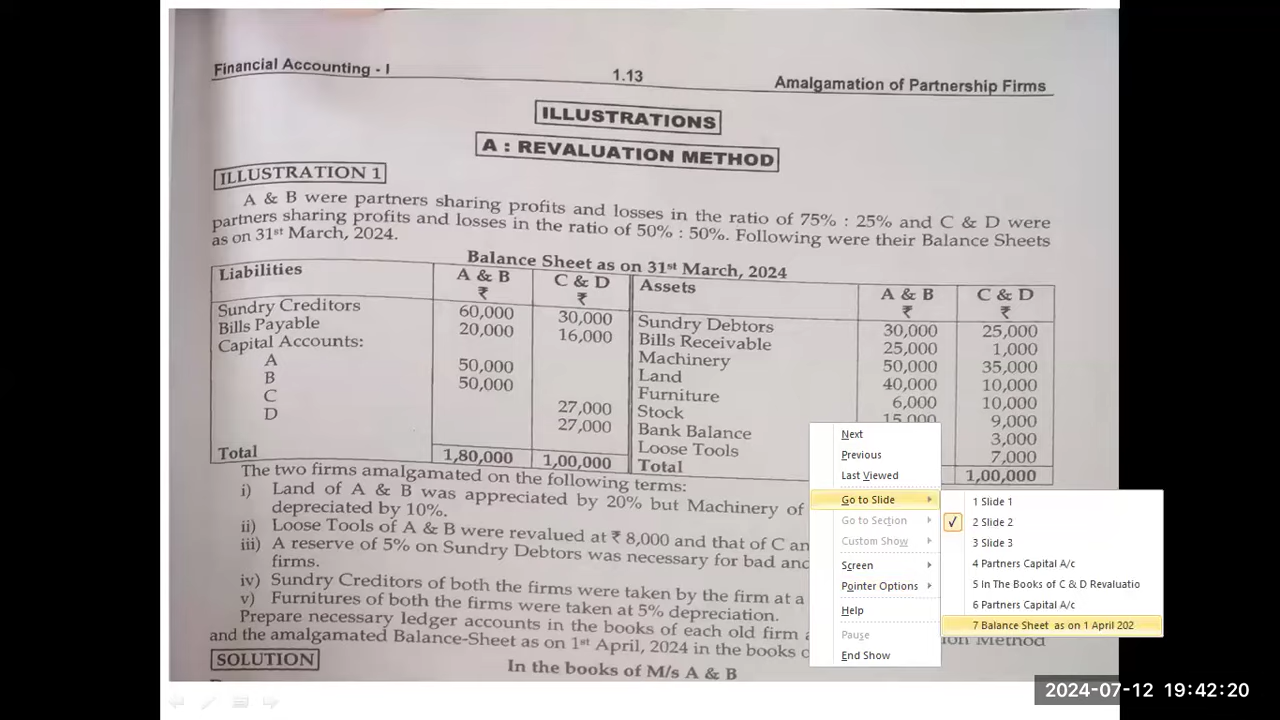 Financial Accounting - I 1.13 Amalgamation of Partnership Firms
ILLUSTRATIONS
A : REVALUATION METHOD
ILLUSTRATION 1
A & B were partners sharing profits and losses in the ratio of 75% : 25% and C & D were
partners sharing profits and losses in the ratio of 50% : 50%. Following were their Balance Sheets
as on 31st March, 2024.
Balance Sheet as on 31st March, 2024
Liabilities A & B C & D Assets A & B C & D
₹ ₹ ₹ ₹
Sundry Creditors 60,000 30,000 Sundry Debtors 30,000 25,000
Bills Payable 20,000 16,000 Bills Receivable 25,000 1,000
Capital Accounts: Machinery 50,000 35,000
A 50,000 Land 40,000 10,000
B 50,000 Furniture 6,000 10,000
C 27,000 Stock 15,000 9,000
D 27,000 Bank Balance 3,000
Loose Tools 7,000
Total 1,80,000 1,00,000 Total 1,00,000
The two firms amalgamated on the following terms:
i) Land of A & B was appreciated by 20% but Machinery of
depreciated by 10%.
ii) Loose Tools of A & B were revalued at ₹ 8,000 and that of C an
iii) A reserve of 5% on Sundry Debtors was necessary for bad and
firms.
iv) Sundry Creditors of both the firms were taken by the firm at a
v) Furnitures of both the firms were taken at 5% depreciation.
Prepare necessary ledger accounts in the books of each old firm
and the amalgamated Balance-Sheet as on 1st April, 2024 in the books Method
SOLUTION
In the books of M/s A & B
Next
Previous
Last Viewed
Go to Slide
Go to Section
Custom Show
Screen
Pointer Options
Help
Pause
End Show
1 Slide 1
2 Slide 2
3 Slide 3
4 Partners Capital A/c
5 In The Books of C & D Revaluatio
6 Partners Capital A/c
7 Balance Sheet as on 1 April 202
2024-07-12 19:42:20